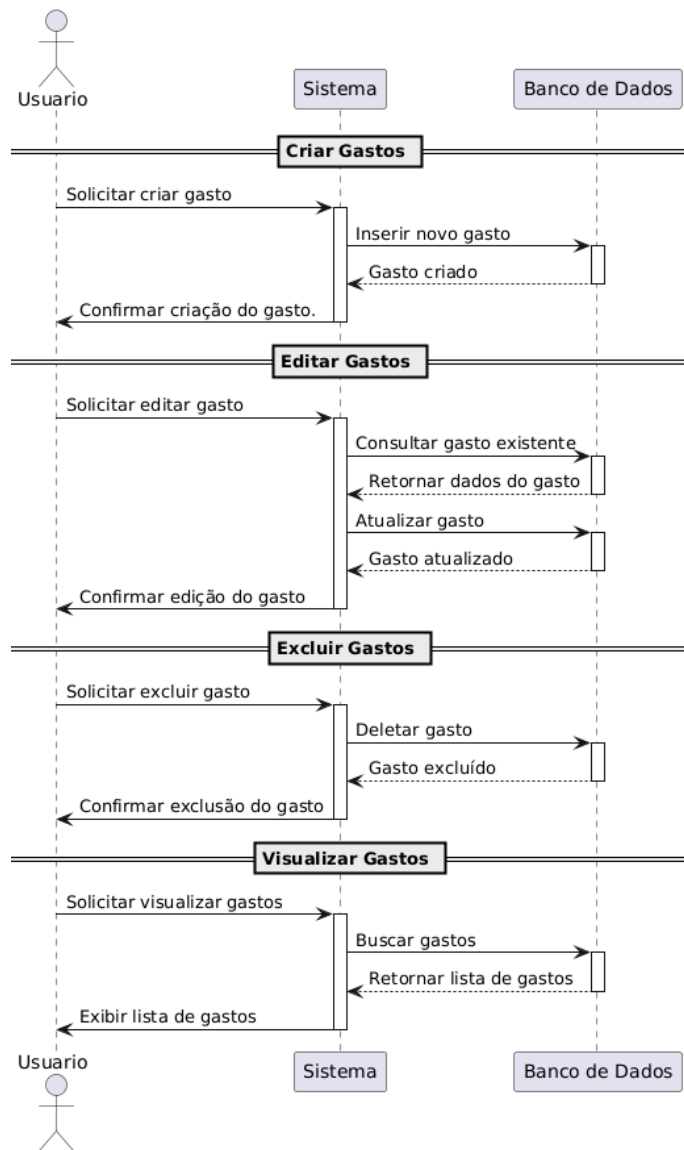 Usuario
Sistema
Banco de Dados
Criar Gastos
Solicitar criar gasto
Inserir novo gasto
Gasto criado
Confirmar criação do gasto.
Editar Gastos
Solicitar editar gasto
Consultar gasto existente
Retornar dados do gasto
Atualizar gasto
Gasto atualizado
Confirmar edição do gasto
Excluir Gastos
Solicitar excluir gasto
Deletar gasto
Gasto excluído
Confirmar exclusão do gasto
Visualizar Gastos
Solicitar visualizar gastos
Buscar gastos
Retornar lista de gastos
Exibir lista de gastos
Usuario
Sistema
Banco de Dados